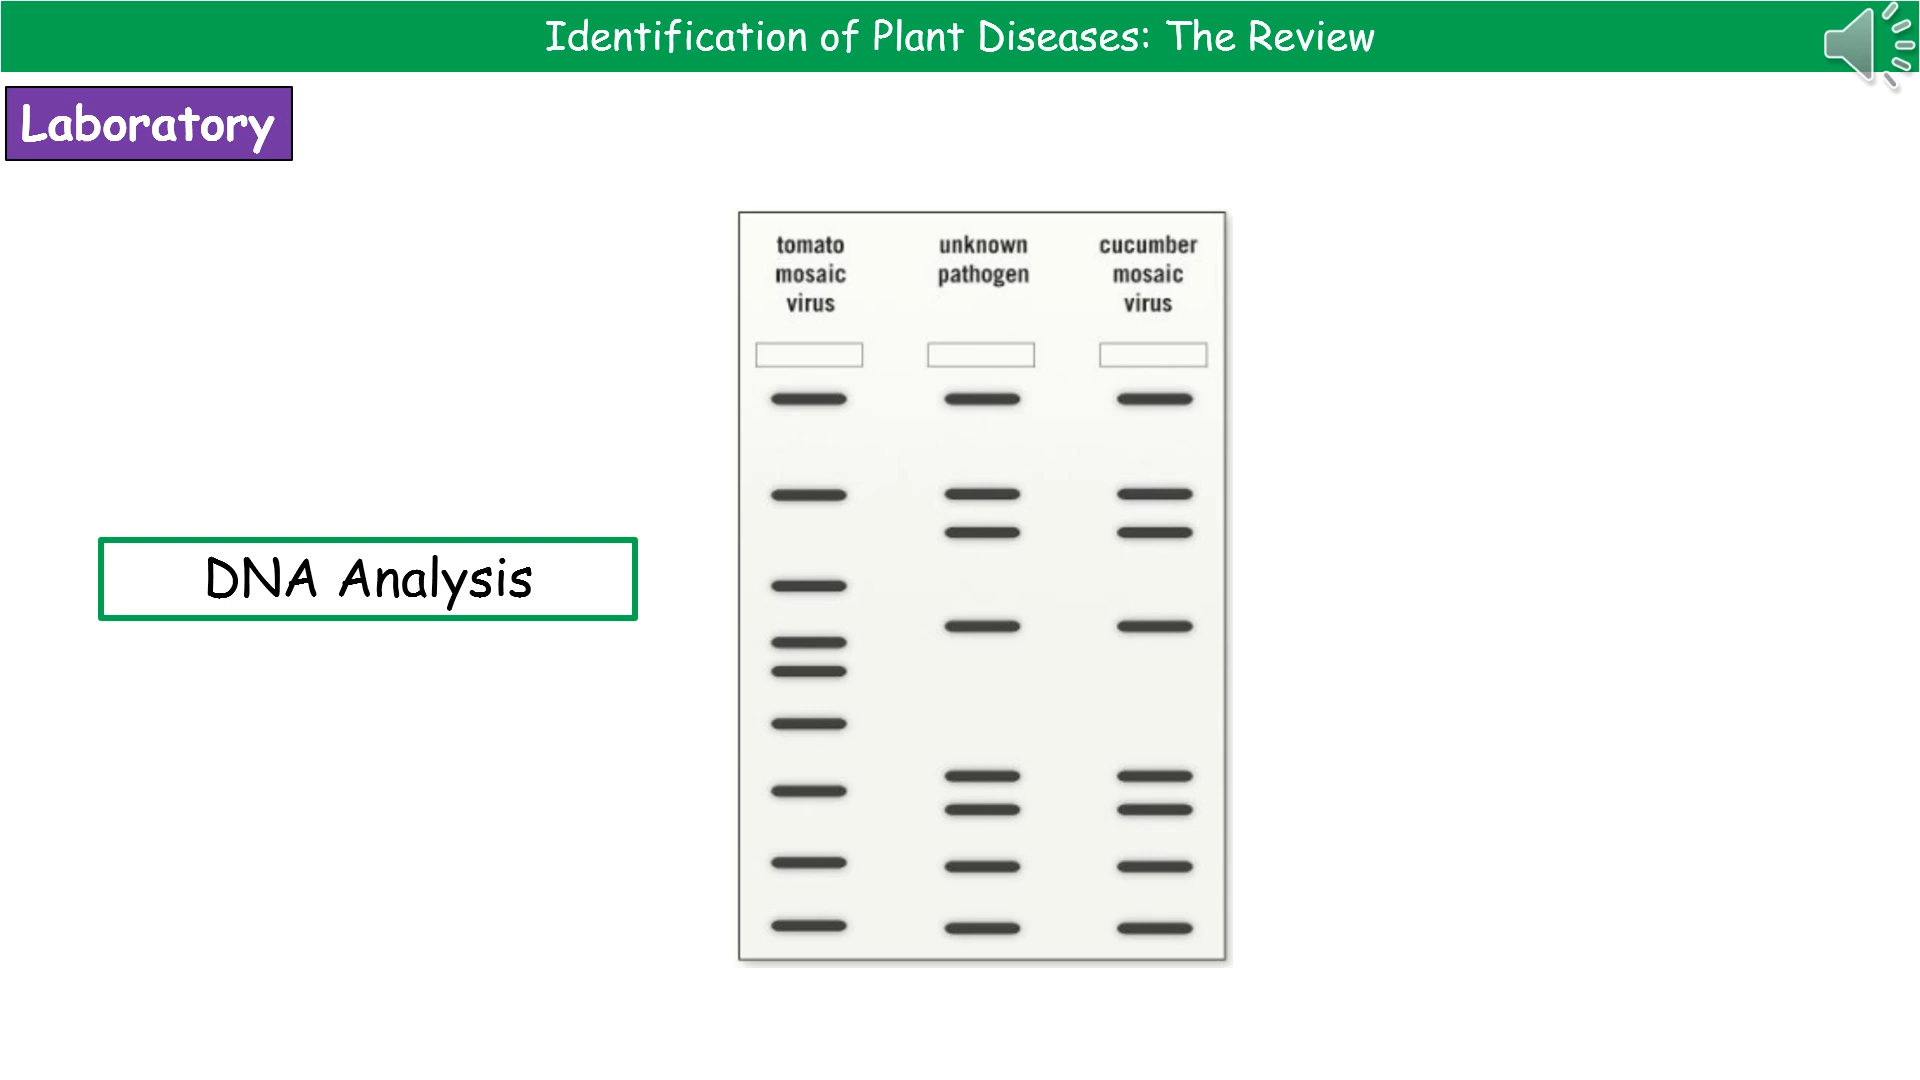 Identification of Plant Diseases: The Review
Laboratory
tomato
mosaic
virus
unknown
pathogen
cucumber
mosaic
virus
DNA Analysis